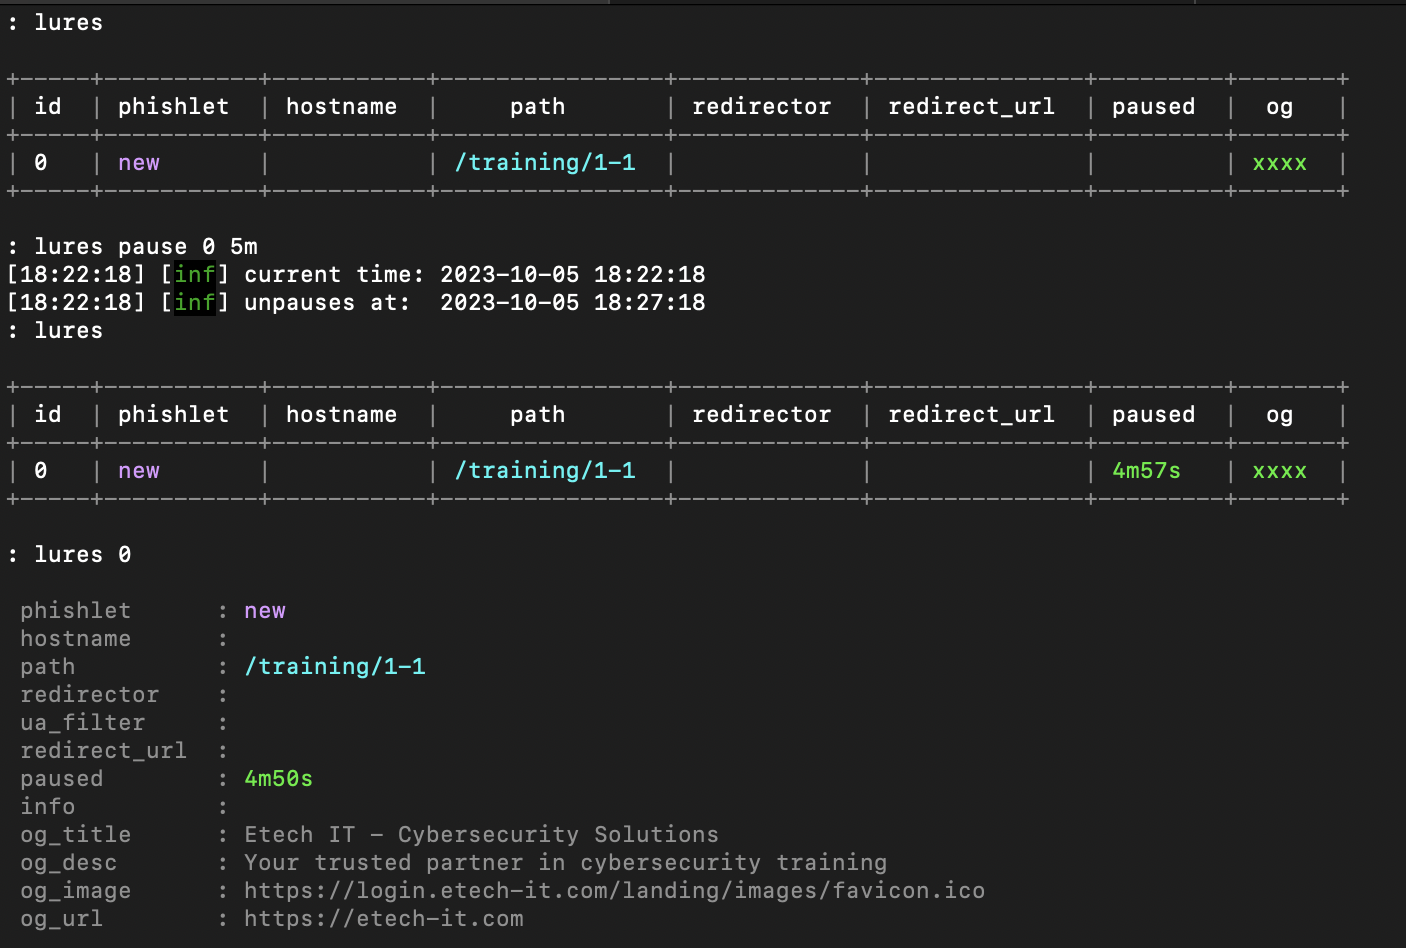 : lures
+-----+-----------+-----------+----------------+-------------+---------------+---------+-------+
| id | phishlet | hostname | path | redirector | redirect_url | paused | og |
+-----+-----------+-----------+----------------+-------------+---------------+---------+-------+
| 0 | new | | /training/1-1 | | | | xxxx |
+-----+-----------+-----------+----------------+-------------+---------------+---------+-------+
: lures pause 0 5m
[18:22:18] [inf] current time: 2023-10-05 18:22:18
[18:22:18] [inf] unpauses at: 2023-10-05 18:27:18
: lures
+-----+-----------+-----------+----------------+-------------+---------------+---------+-------+
| id | phishlet | hostname | path | redirector | redirect_url | paused | og |
+-----+-----------+-----------+----------------+-------------+---------------+---------+-------+
| 0 | new | | /training/1-1 | | | 4m57s | xxxx |
+-----+-----------+-----------+----------------+-------------+---------------+---------+-------+
: lures 0
phishlet : new
hostname :
path : /training/1-1
redirector :
ua_filter :
redirect_url :
paused : 4m50s
info :
og_title : Etech IT - Cybersecurity Solutions
og_desc : Your trusted partner in cybersecurity training
og_image : https://login.etech-it.com/landing/images/favicon.ico
og_url : https://etech-it.com